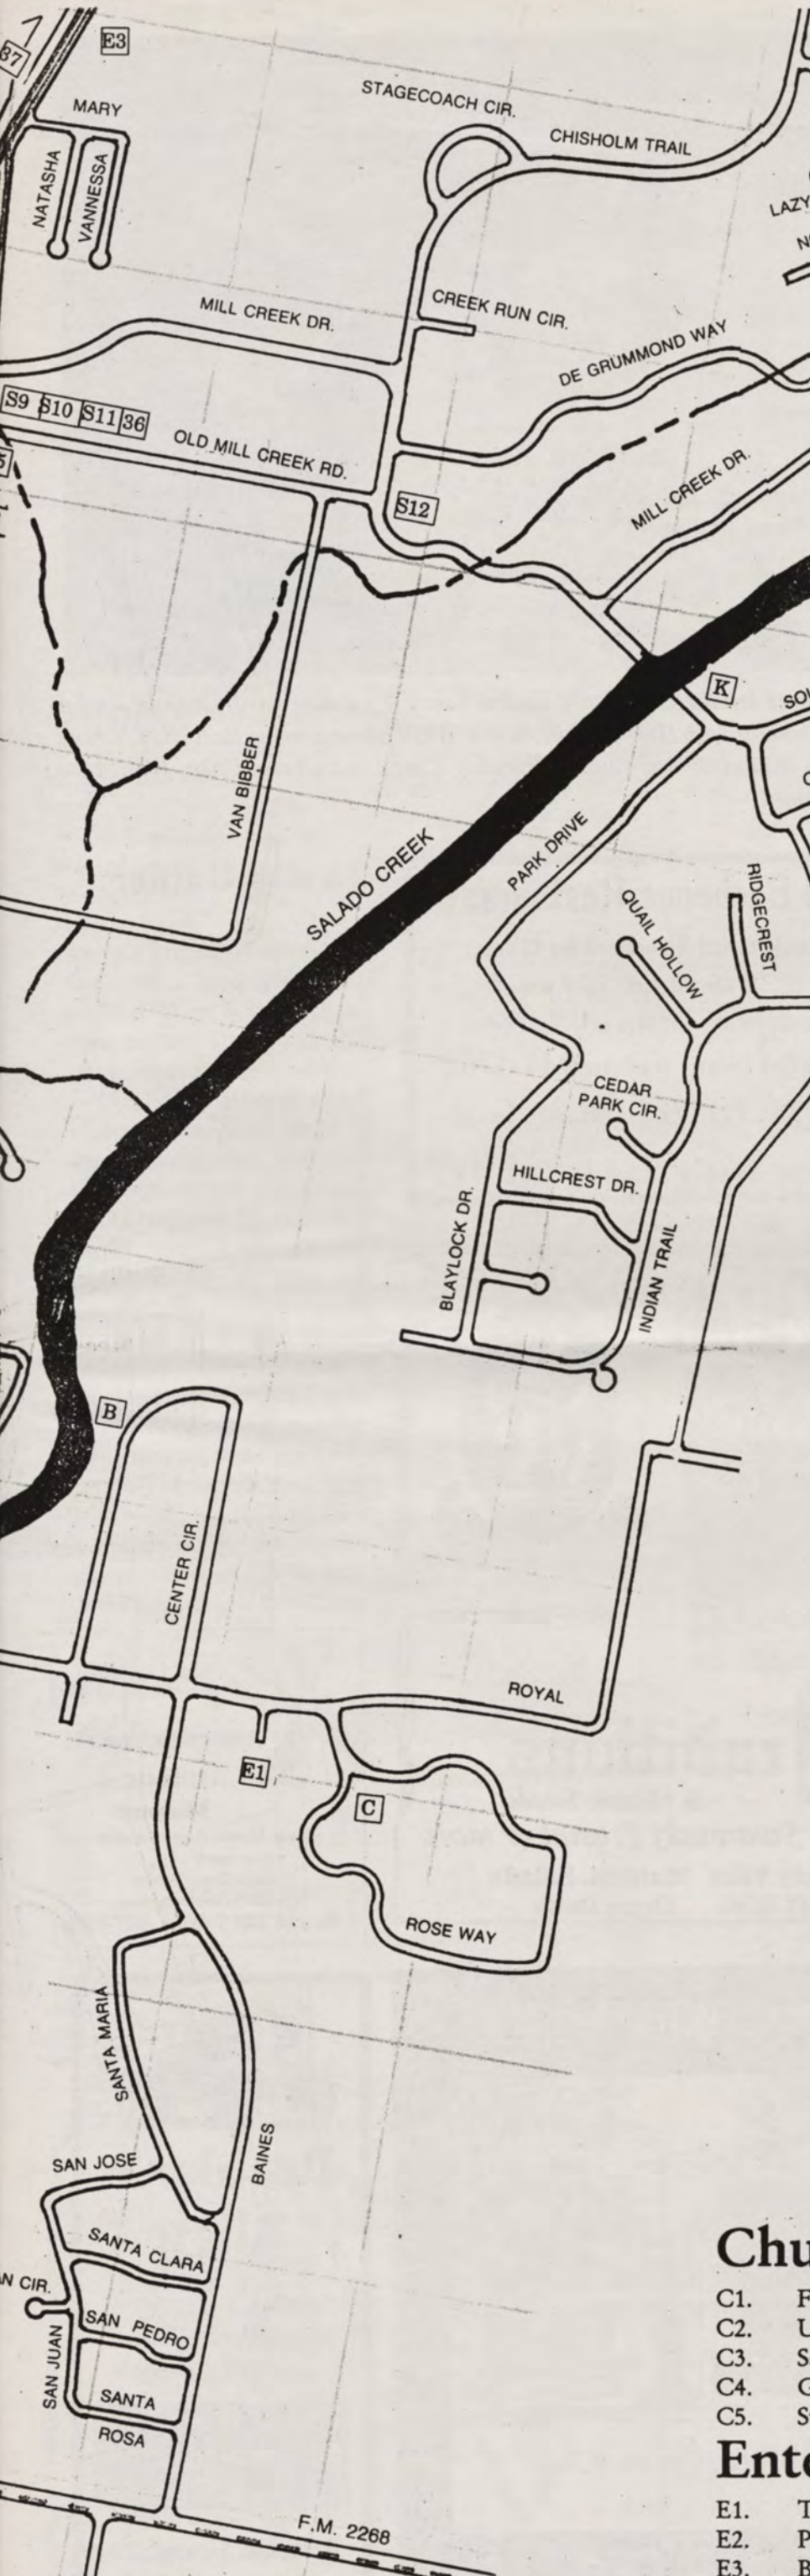 37
E3
MARY
NATASHA
VANNESSA
STAGECOACH CIR.
CHISHOLM TRAIL
LAZY
CREEK RUN CIR.
MILL CREEK DR.
DE GRUMMOND WAY
S9 S10 S11 36
OLD MILL CREEK RD.
S12
MILL CREEK DR.
K
VAN BIBBER
SALADO CREEK
PARK DRIVE
QUAIL HOLLOW
RIDGECREST
CEDAR
PARK CIR.
HILLCREST DR.
BLAYLOCK DR.
INDIAN TRAIL
B
CENTER CIR.
ROYAL
E1
C
ROSE WAY
SANTA MARIA
BAINES
SAN JOSE
SANTA CLARA
N CIR.
SAN PEDRO
SAN JUAN
SANTA
ROSA
F.M. 2268
Chu
C1. F
C2. U
C3. S
C4. G
C5. S
Ente
E1. T
E2. P
E3.